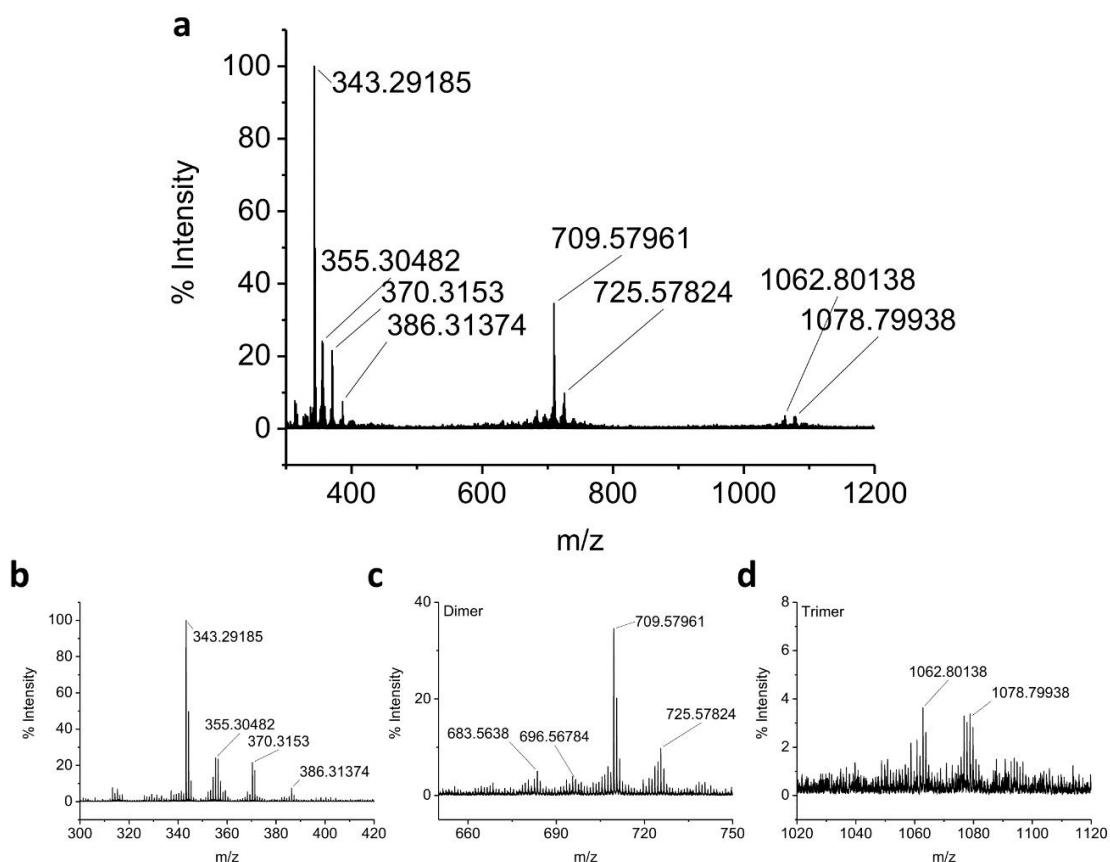 a
100
80
60
40
20
0
% Intensity
343.29185
355.30482
370.3153
386.31374
709.57961
725.57824
1062.80138
1078.79938
400 600 800 1000 1200
m/z
b
100
80
60
40
20
0
% Intensity
343.29185
355.30482
370.3153
386.31374
300 320 340 360 380 400 420
m/z
c
Dimer
40
20
0
% Intensity
709.57961
683.5638
696.56784
725.57824
660 690 720 750
m/z
d
Trimer
8
6
4
2
0
% Intensity
1062.80138
1078.79938
1020 1040 1060 1080 1100 1120
m/z